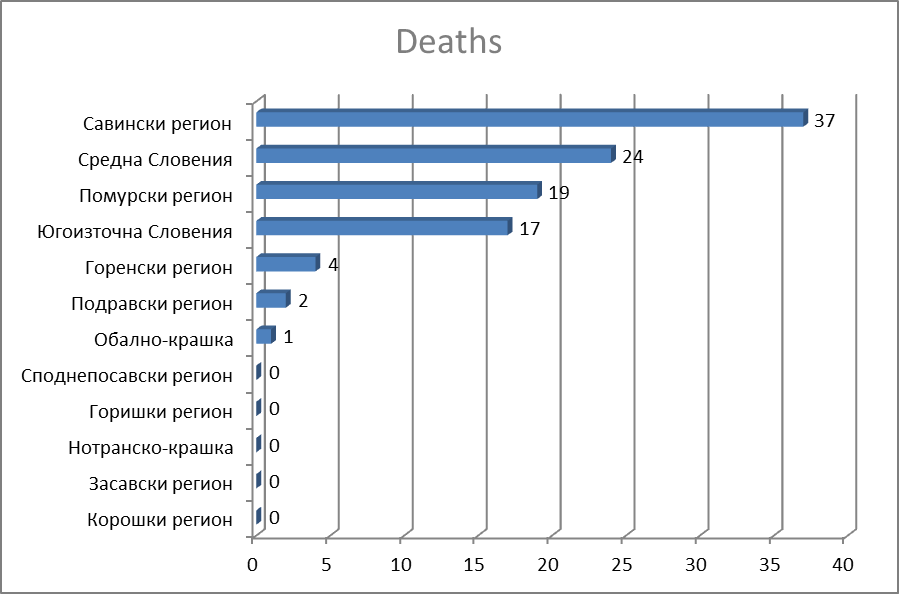 Deaths
Савински регион 37
Средна Словения 24
Помурски регион 19
Югоизточна Словения 17
Горенски регион 4
Подравски регион 2
Обално-крашка 1
Споднепосавски регион 0
Горишки регион 0
Нотранско-крашка 0
Засавски регион 0
Корошки регион 0
0 5 10 15 20 25 30 35 40